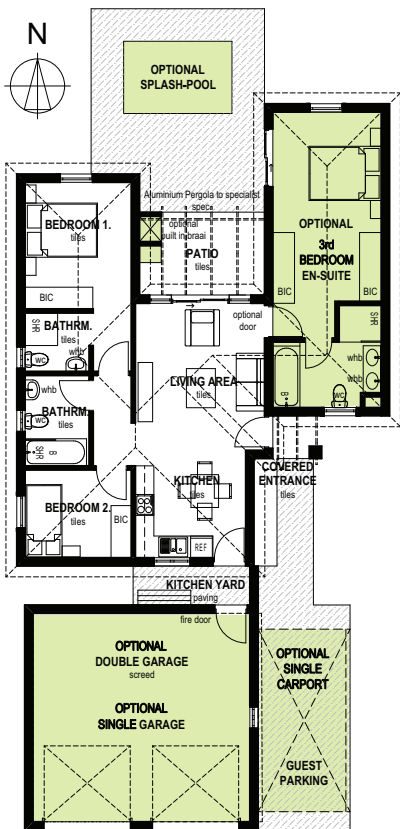 N
OPTIONAL
SPLASH-POOL
Aluminium Pergola to specialist
spec
optional
built in braai
PATIO
tiles
BEDROOM 1.
tiles
BIC
OPTIONAL
3rd
BEDROOM
EN-SUITE
BIC
BIC
optional
door
SHR
BATHRM.
tiles
whb
WC
SHR
whb
whb
WC
B
LIVING AREA
tiles
whb
BATHRM.
tiles
WC
B
SHR
KITCHEN
tiles
COVERED
ENTRANCE
tiles
BEDROOM 2.
tiles
BIC
REF
KITCHEN YARD
paving
fire door
OPTIONAL
DOUBLE GARAGE
screed
OPTIONAL
SINGLE GARAGE
OPTIONAL
SINGLE
CARPORT
GUEST
PARKING